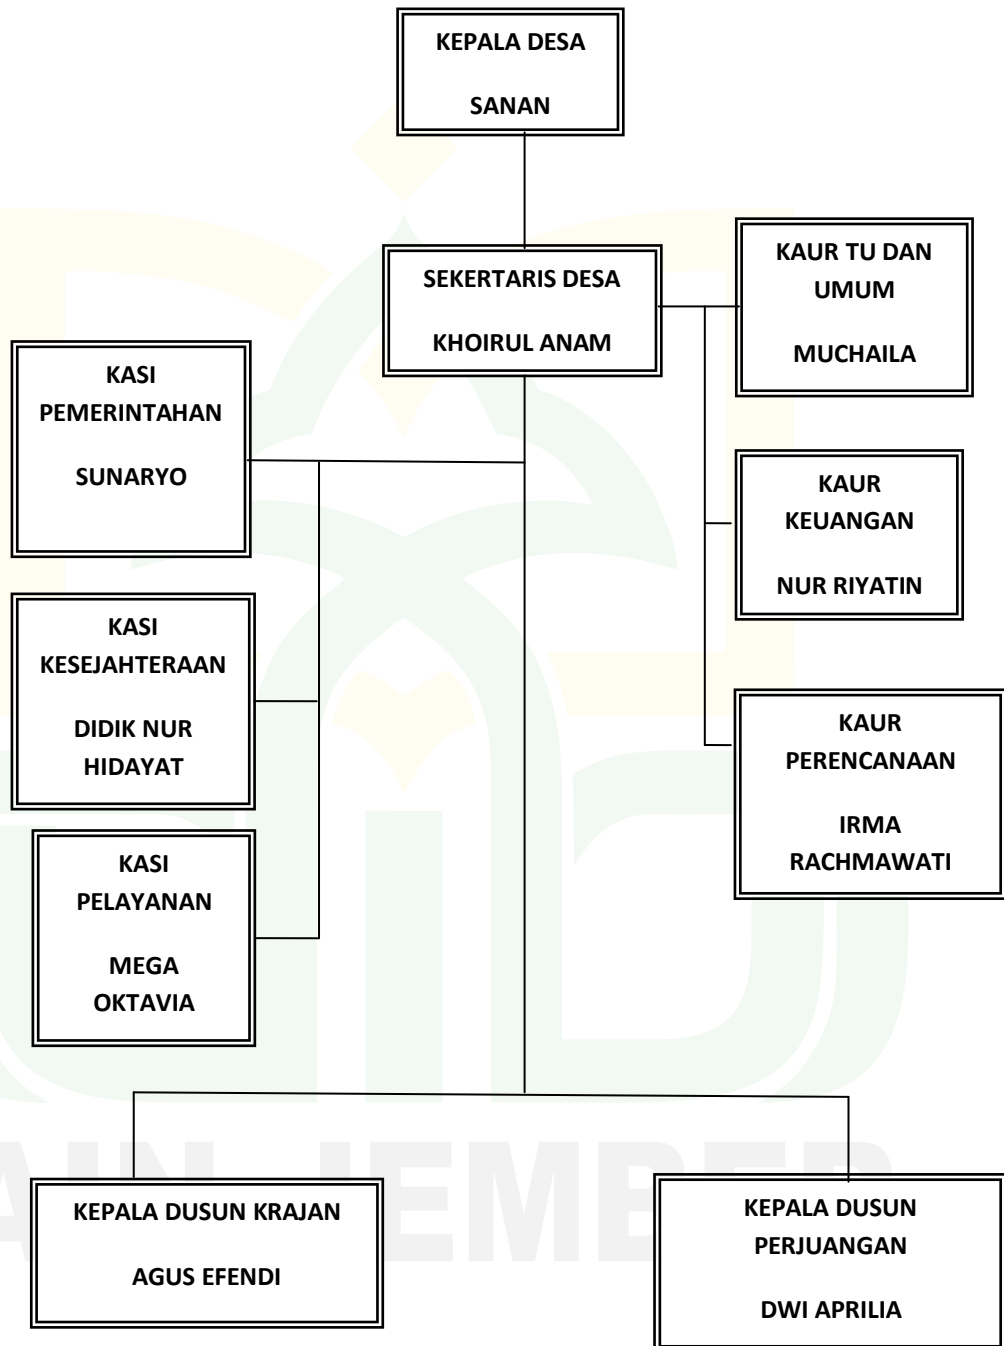 KEPALA DESA
SANAN
SEKERTARIS DESA
KHOIRUL ANAM
KAUR TU DAN
UMUM
MUCHAILA
KASI
PEMERINTAHAN
SUNARYO
KAUR
KEUANGAN
NUR RIYATIN
KASI
KESEJAHTERAAN
DIDIK NUR
HIDAYAT
KAUR
PERENCANAAN
IRMA
RACHMAWATI
KASI
PELAYANAN
MEGA
OKTAVIA
KEPALA DUSUN KRAJAN
AGUS EFENDI
KEPALA DUSUN
PERJUANGAN
DWI APRILIA
IAIN JEMBER